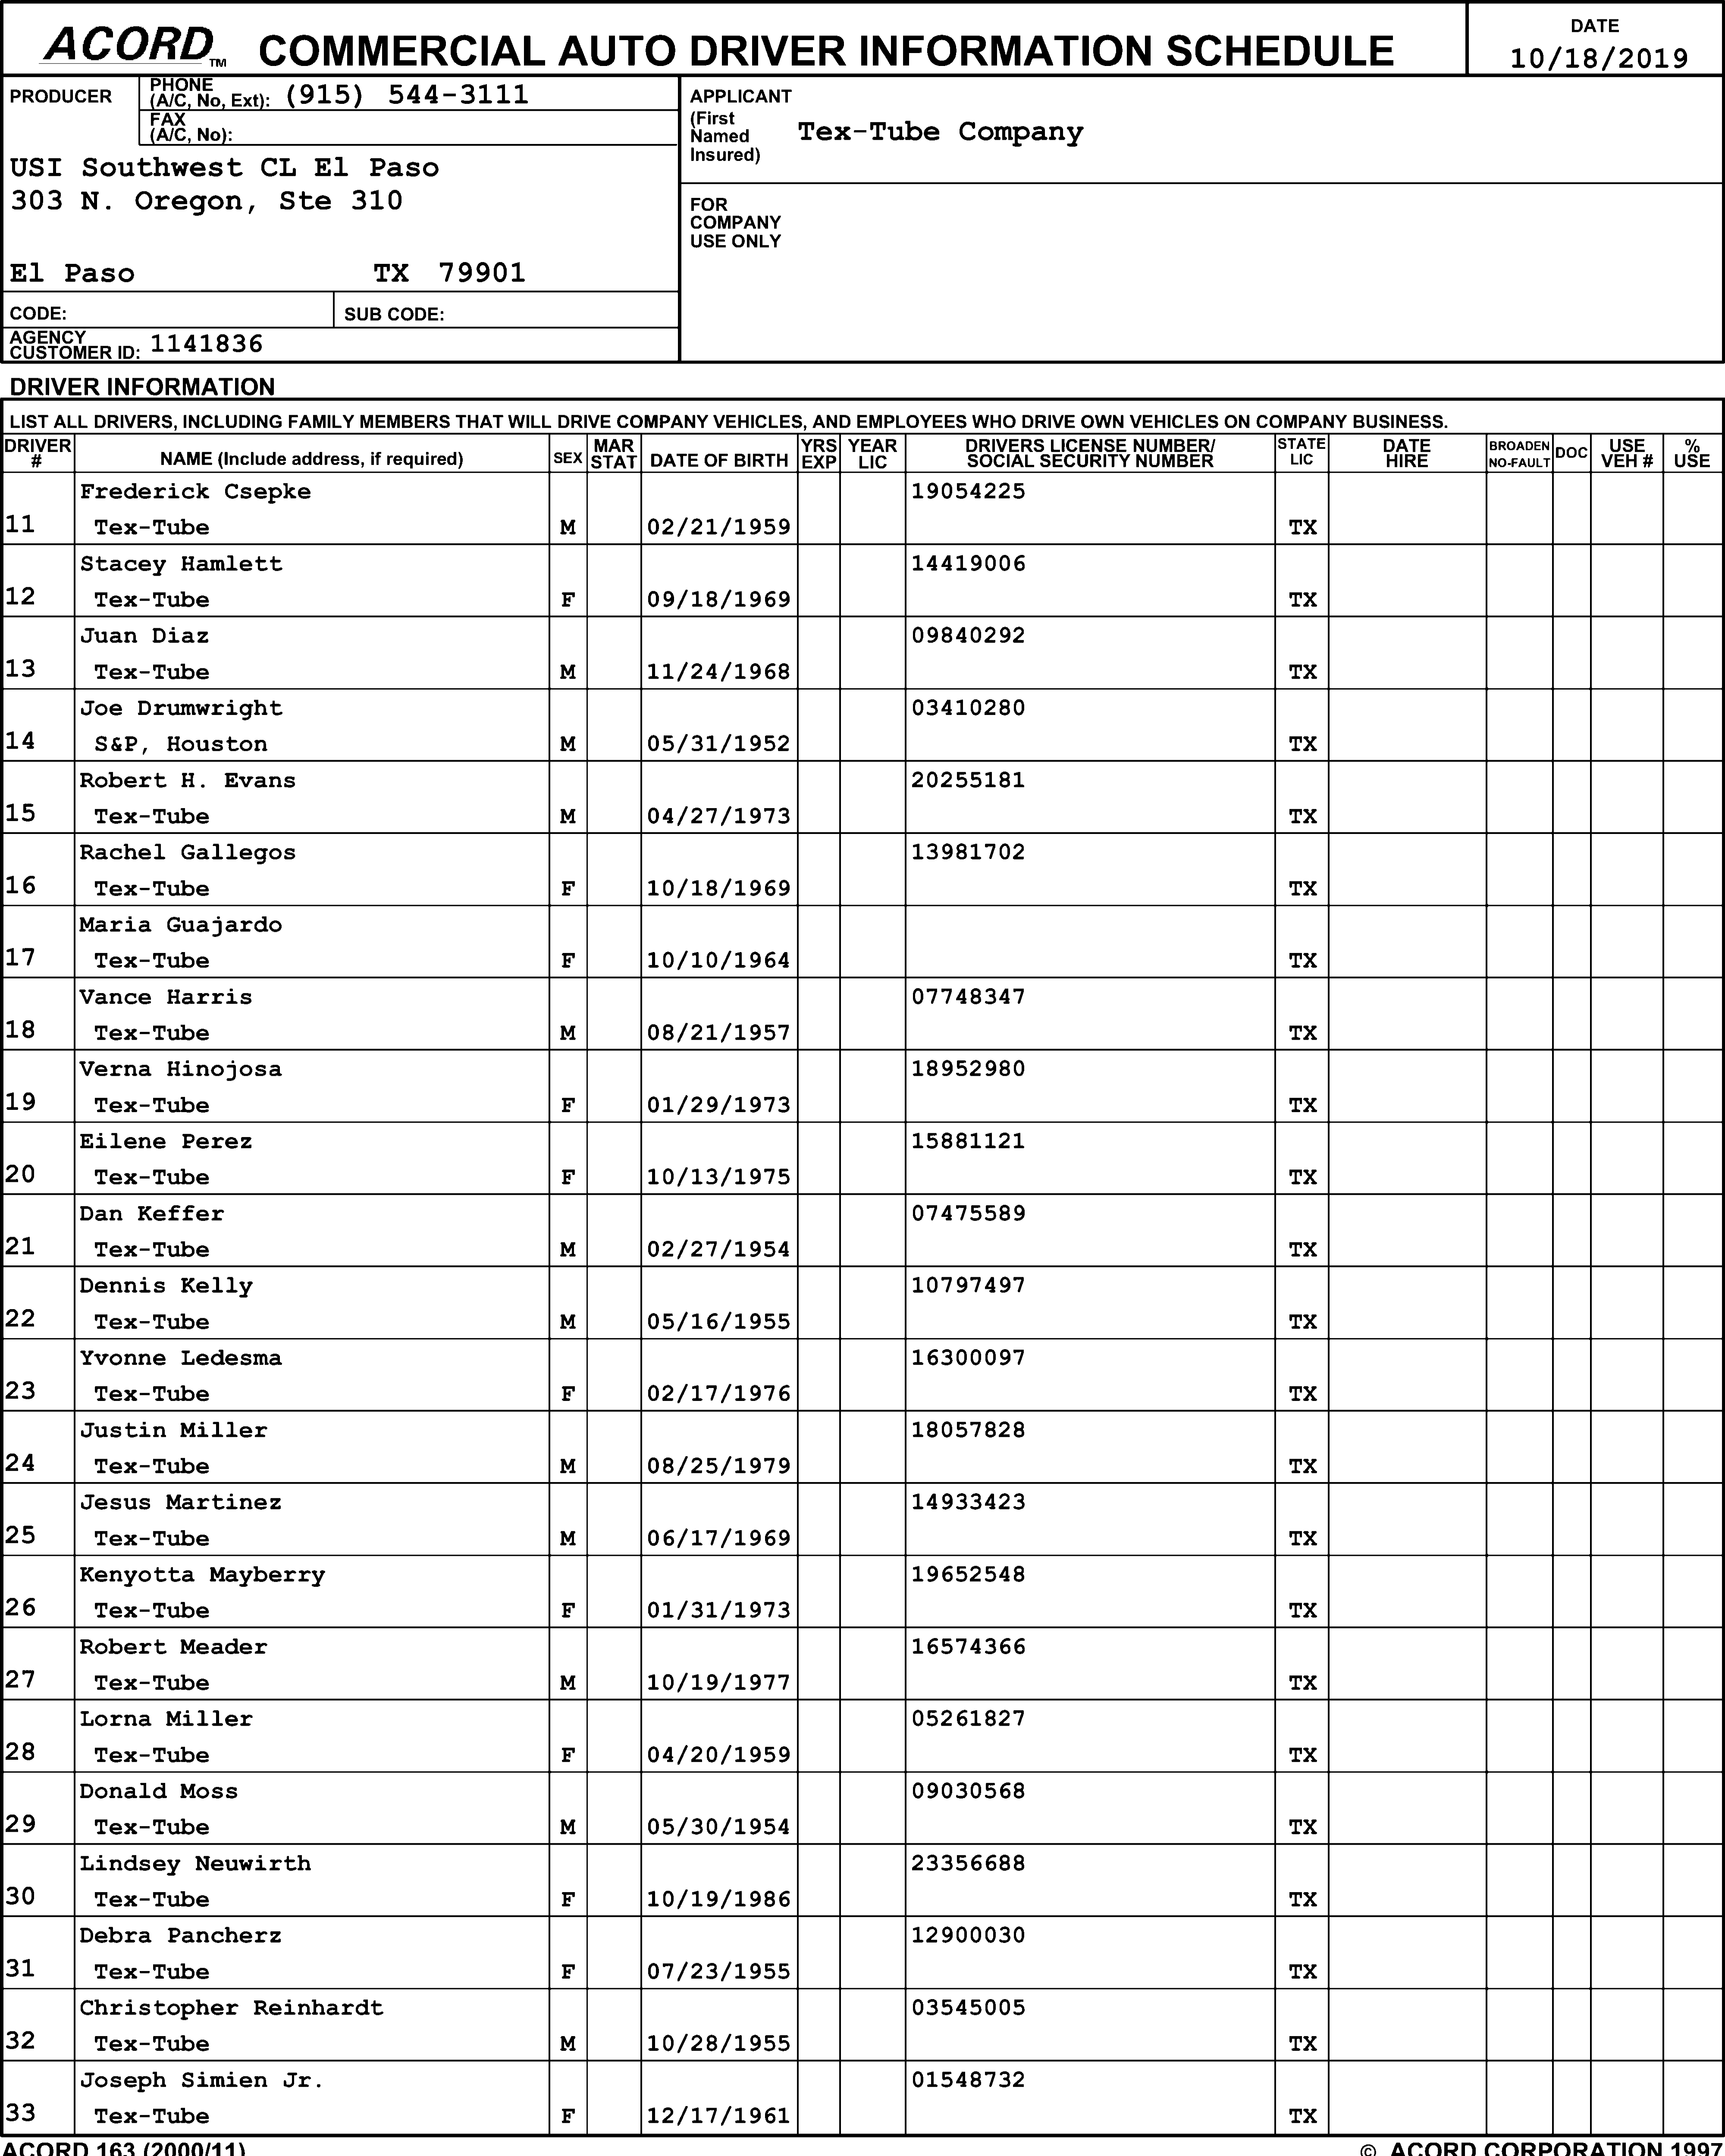 ACORD™ COMMERCIAL AUTO DRIVER INFORMATION SCHEDULE
DATE
10/18/2019
PRODUCER
PHONE
(A/C, No, Ext): (915) 544-3111
FAX
(A/C, No):
USI Southwest CL El Paso
303 N. Oregon, Ste 310
El Paso TX 79901
CODE: SUB CODE:
AGENCY
CUSTOMER ID: 1141836
APPLICANT
(First
Named
Insured)
Tex-Tube Company
FOR
COMPANY
USE ONLY
DRIVER INFORMATION
LIST ALL DRIVERS, INCLUDING FAMILY MEMBERS THAT WILL DRIVE COMPANY VEHICLES, AND EMPLOYEES WHO DRIVE OWN VEHICLES ON COMPANY BUSINESS.
DRIVER MAR YRS YEAR DRIVERS LICENSE NUMBER/ STATE DATE BROADEN USE %
# NAME (Include address, if required) SEX STAT DATE OF BIRTH EXP LIC SOCIAL SECURITY NUMBER LIC HIRE NO-FAULT DOC VEH # USE
Frederick Csepke 19054225
11 Tex-Tube M 02/21/1959 TX
Stacey Hamlett 14419006
12 Tex-Tube F 09/18/1969 TX
Juan Diaz 09840292
13 Tex-Tube M 11/24/1968 TX
Joe Drumwright 03410280
14 S&P, Houston M 05/31/1952 TX
Robert H. Evans 20255181
15 Tex-Tube M 04/27/1973 TX
Rachel Gallegos 13981702
16 Tex-Tube F 10/18/1969 TX
Maria Guajardo
17 Tex-Tube F 10/10/1964 TX
Vance Harris 07748347
18 Tex-Tube M 08/21/1957 TX
Verna Hinojosa 18952980
19 Tex-Tube F 01/29/1973 TX
Eilene Perez 15881121
20 Tex-Tube F 10/13/1975 TX
Dan Keffer 07475589
21 Tex-Tube M 02/27/1954 TX
Dennis Kelly 10797497
22 Tex-Tube M 05/16/1955 TX
Yvonne Ledesma 16300097
23 Tex-Tube F 02/17/1976 TX
Justin Miller 18057828
24 Tex-Tube M 08/25/1979 TX
Jesus Martinez 14933423
25 Tex-Tube M 06/17/1969 TX
Kenyotta Mayberry 19652548
26 Tex-Tube F 01/31/1973 TX
Robert Meader 16574366
27 Tex-Tube M 10/19/1977 TX
Lorna Miller 05261827
28 Tex-Tube F 04/20/1959 TX
Donald Moss 09030568
29 Tex-Tube M 05/30/1954 TX
Lindsey Neuwirth 23356688
30 Tex-Tube F 10/19/1986 TX
Debra Pancherz 12900030
31 Tex-Tube F 07/23/1955 TX
Christopher Reinhardt 03545005
32 Tex-Tube M 10/28/1955 TX
Joseph Simien Jr. 01548732
33 Tex-Tube F 12/17/1961 TX
ACORD 163 (2000/11) © ACORD CORPORATION 1997